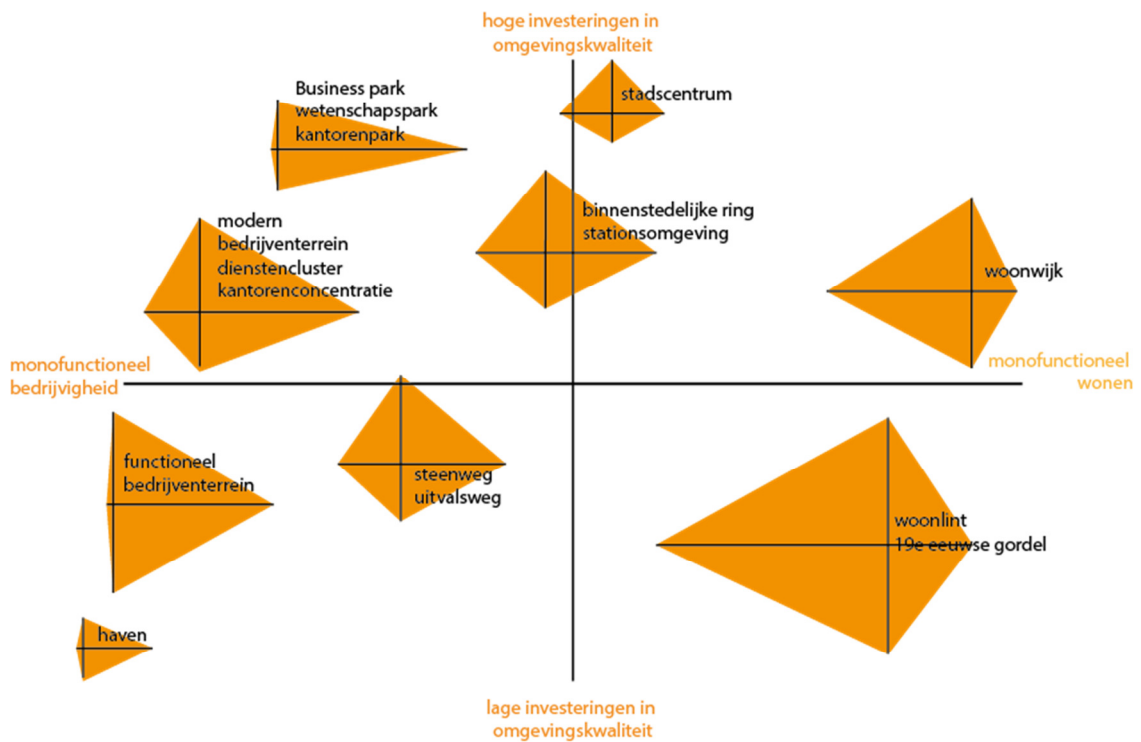 hoge investeringen in
omgevingskwaliteit
Business park
wetenschapspark
kantorenpark
stadscentrum
binnenstedelijke ring
stationsomgeving
modern
bedrijventerrein
dienstencluster
kantorenconcentratie
woonwijk
monofunctioneel
bedrijvigheid
monofunctioneel
wonen
functioneel
bedrijventerrein
steenweg
uitvalsweg
woonlint
19e eeuwse gordel
haven
lage investeringen in
omgevingskwaliteit